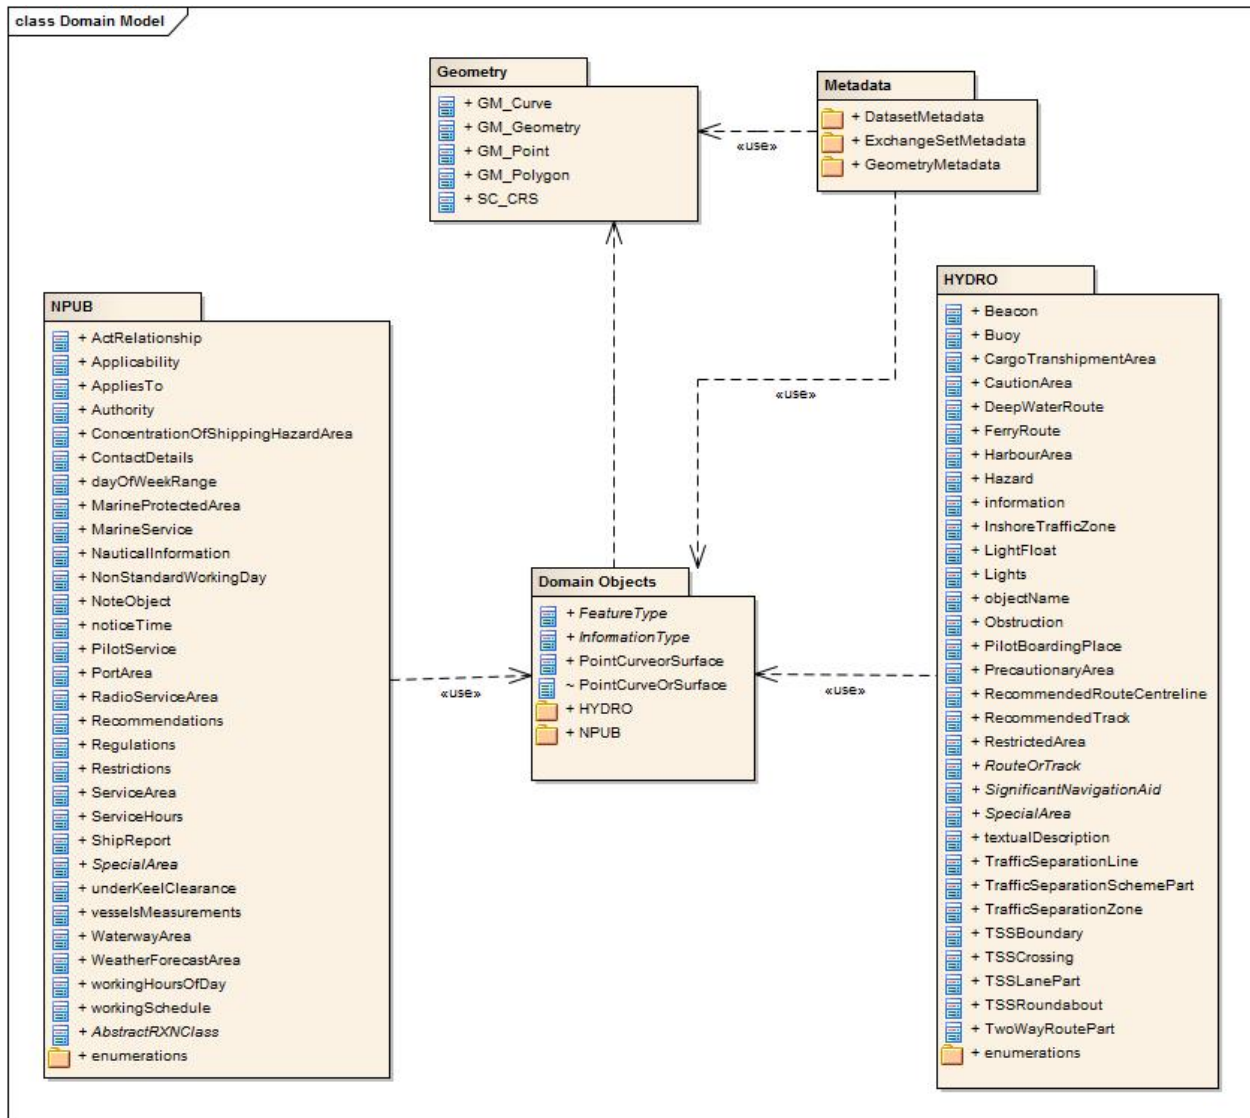 class Domain Model
Geometry
+ GM_Curve
+ GM_Geometry
+ GM_Point
+ GM_Polygon
+ SC_CRS
Metadata
+ DatasetMetadata
+ ExchangeSetMetadata
+ GeometryMetadata
«use»
«use»
NPUB
+ ActRelationship
+ Applicability
+ AppliesTo
+ Authority
+ ConcentrationOfShippingHazardArea
+ ContactDetails
+ dayOfWeekRange
+ MarineProtectedArea
+ MarineService
+ NauticalInformation
+ NonStandardWorkingDay
+ NoteObject
+ noticeTime
+ PilotService
+ PortArea
+ RadioServiceArea
+ Recommendations
+ Regulations
+ Restrictions
+ ServiceArea
+ ServiceHours
+ ShipReport
+ SpecialArea
+ underKeelClearance
+ vesselsMeasurements
+ WaterwayArea
+ WeatherForecastArea
+ workingHoursOfDay
+ workingSchedule
+ AbstractRXNClass
+ enumerations
«use»
Domain Objects
+ FeatureType
+ InformationType
+ PointCurveorSurface
~ PointCurveOrSurface
+ HYDRO
+ NPUB
«use»
HYDRO
+ Beacon
+ Buoy
+ CargoTranshipmentArea
+ CautionArea
+ DeepWaterRoute
+ FerryRoute
+ HarbourArea
+ Hazard
+ information
+ InshoreTrafficZone
+ LightFloat
+ Lights
+ objectName
+ Obstruction
+ PilotBoardingPlace
+ PrecautionaryArea
+ RecommendedRouteCentreline
+ RecommendedTrack
+ RestrictedArea
+ RouteOrTrack
+ SignificantNavigationAid
+ SpecialArea
+ textualDescription
+ TrafficSeparationLine
+ TrafficSeparationSchemePart
+ TrafficSeparationZone
+ TSSBoundary
+ TSSCrossing
+ TSSLanePart
+ TSSRoundabout
+ TwoWayRoutePart
+ enumerations